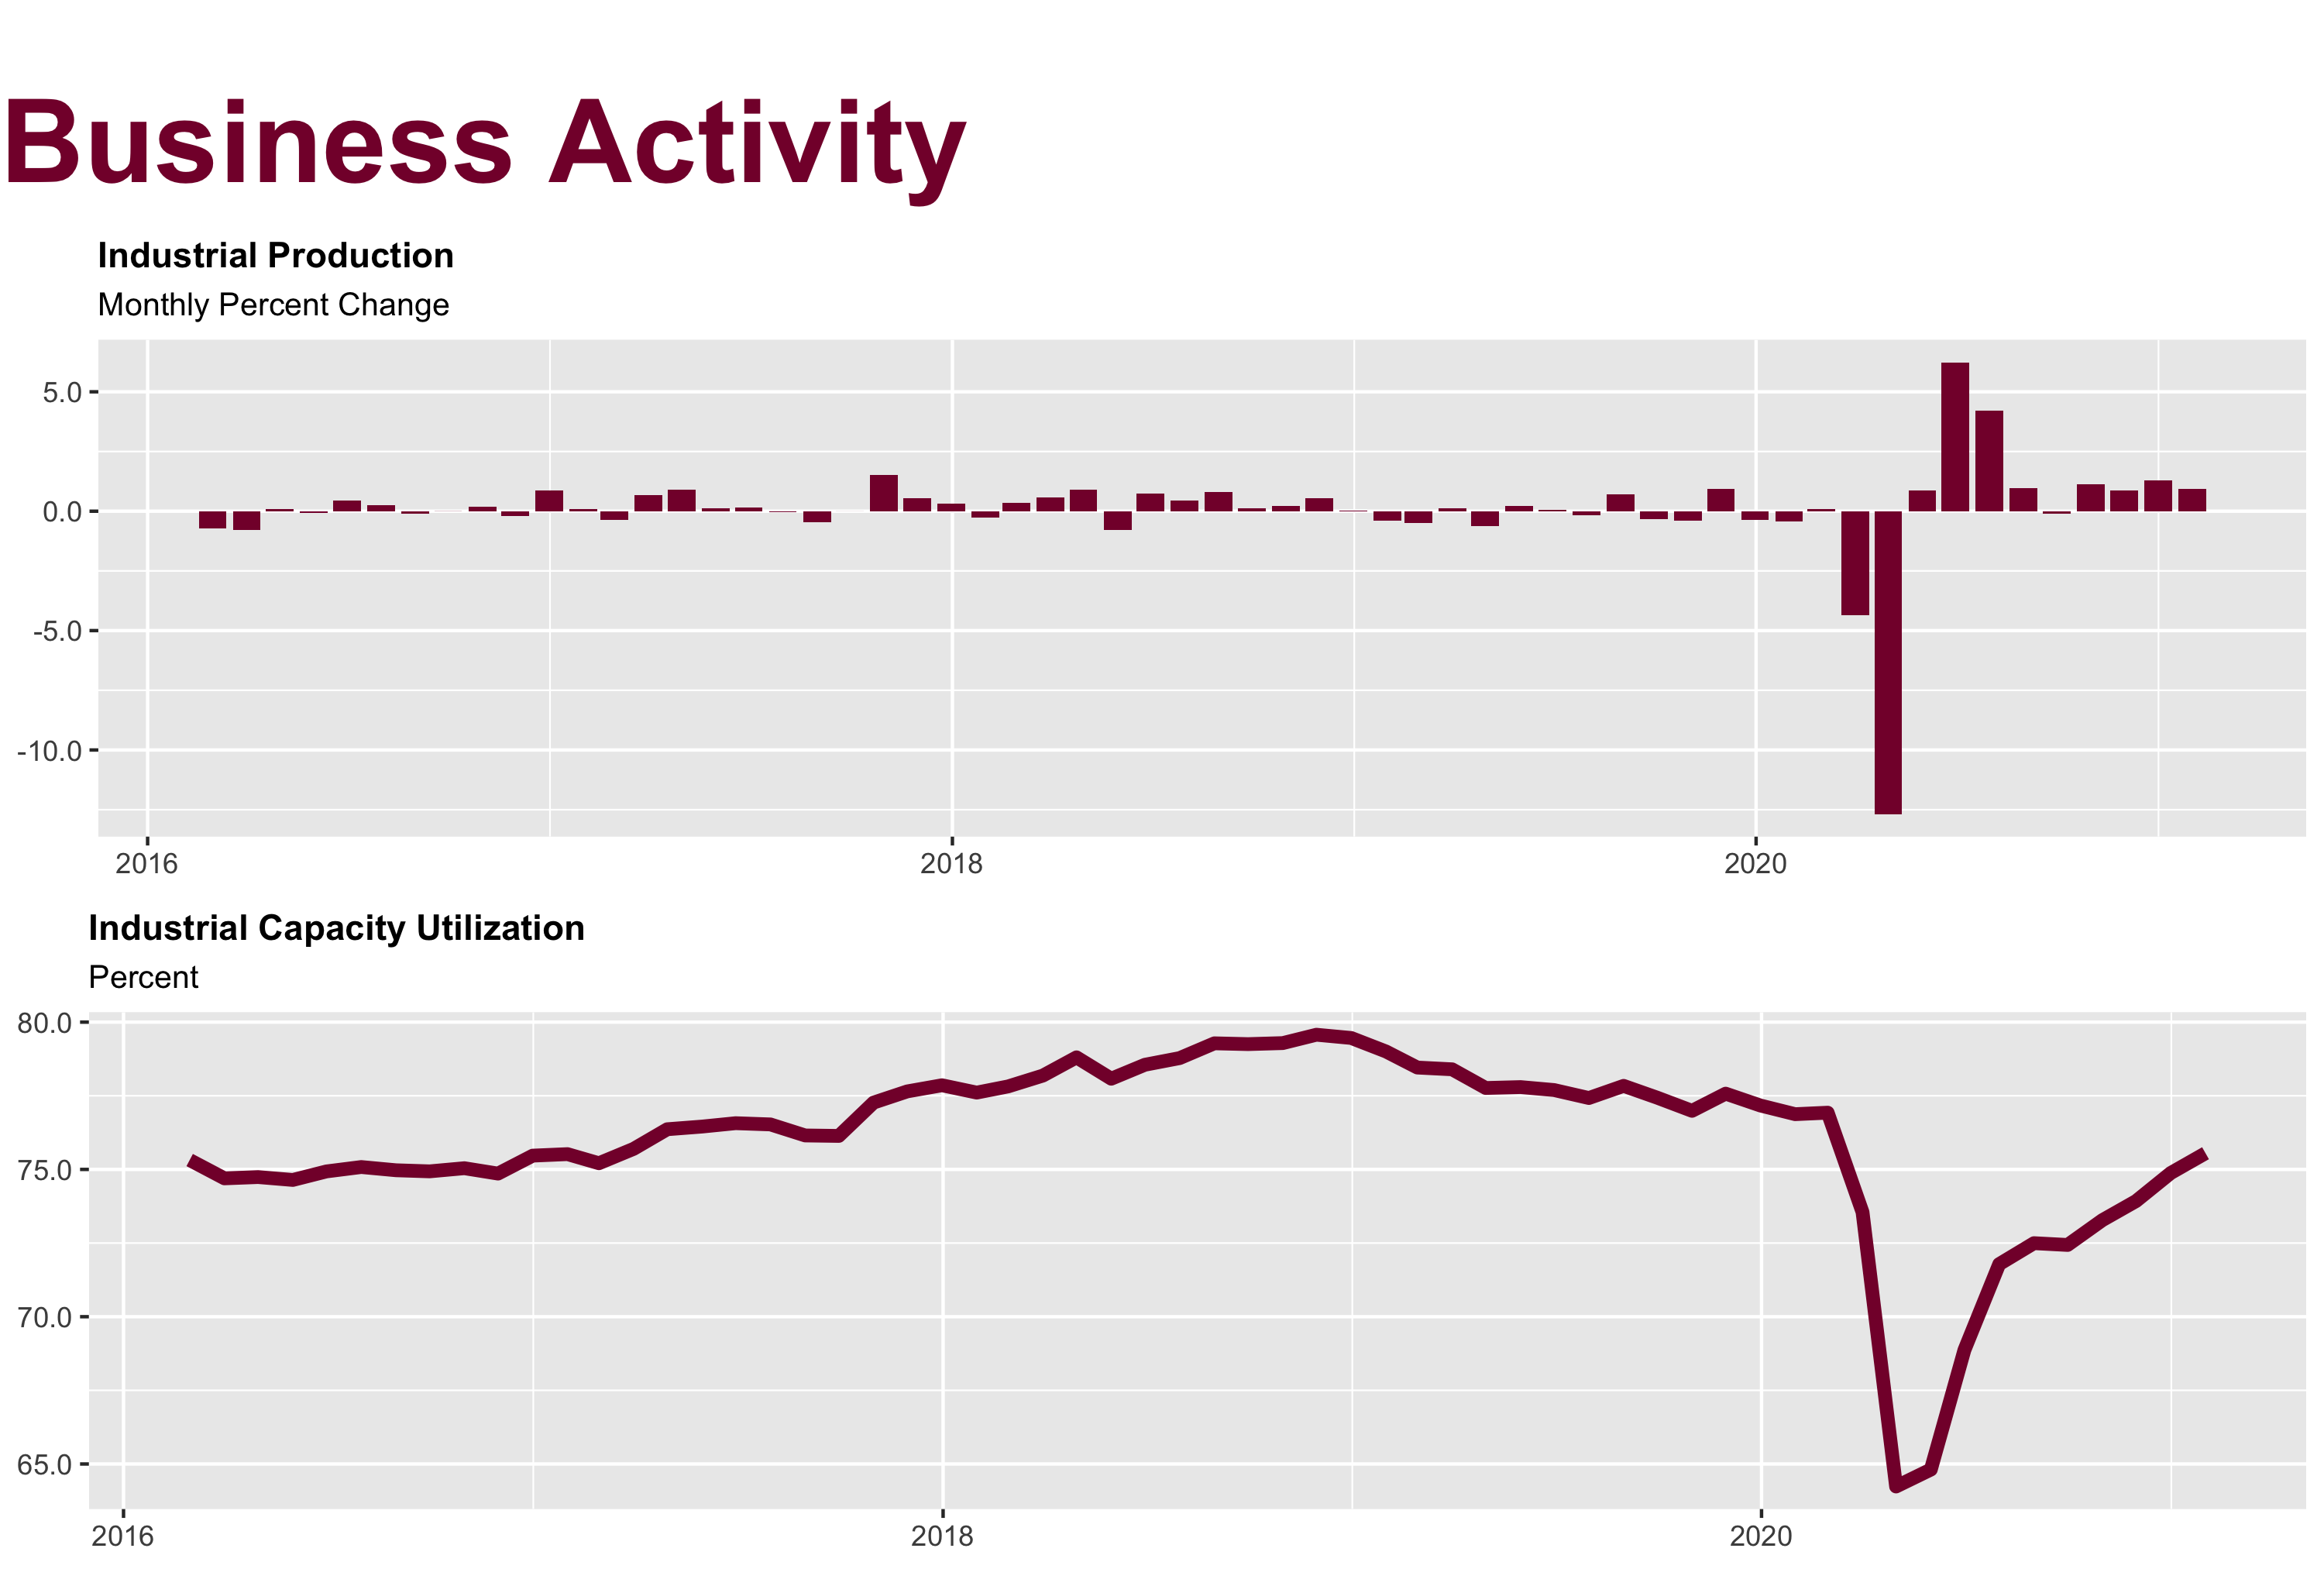 Business Activity
Industrial Production
Monthly Percent Change
5.0
0.0
-5.0
-10.0
2016 2018 2020
Industrial Capacity Utilization
Percent
80.0
75.0
70.0
65.0
2016 2018 2020